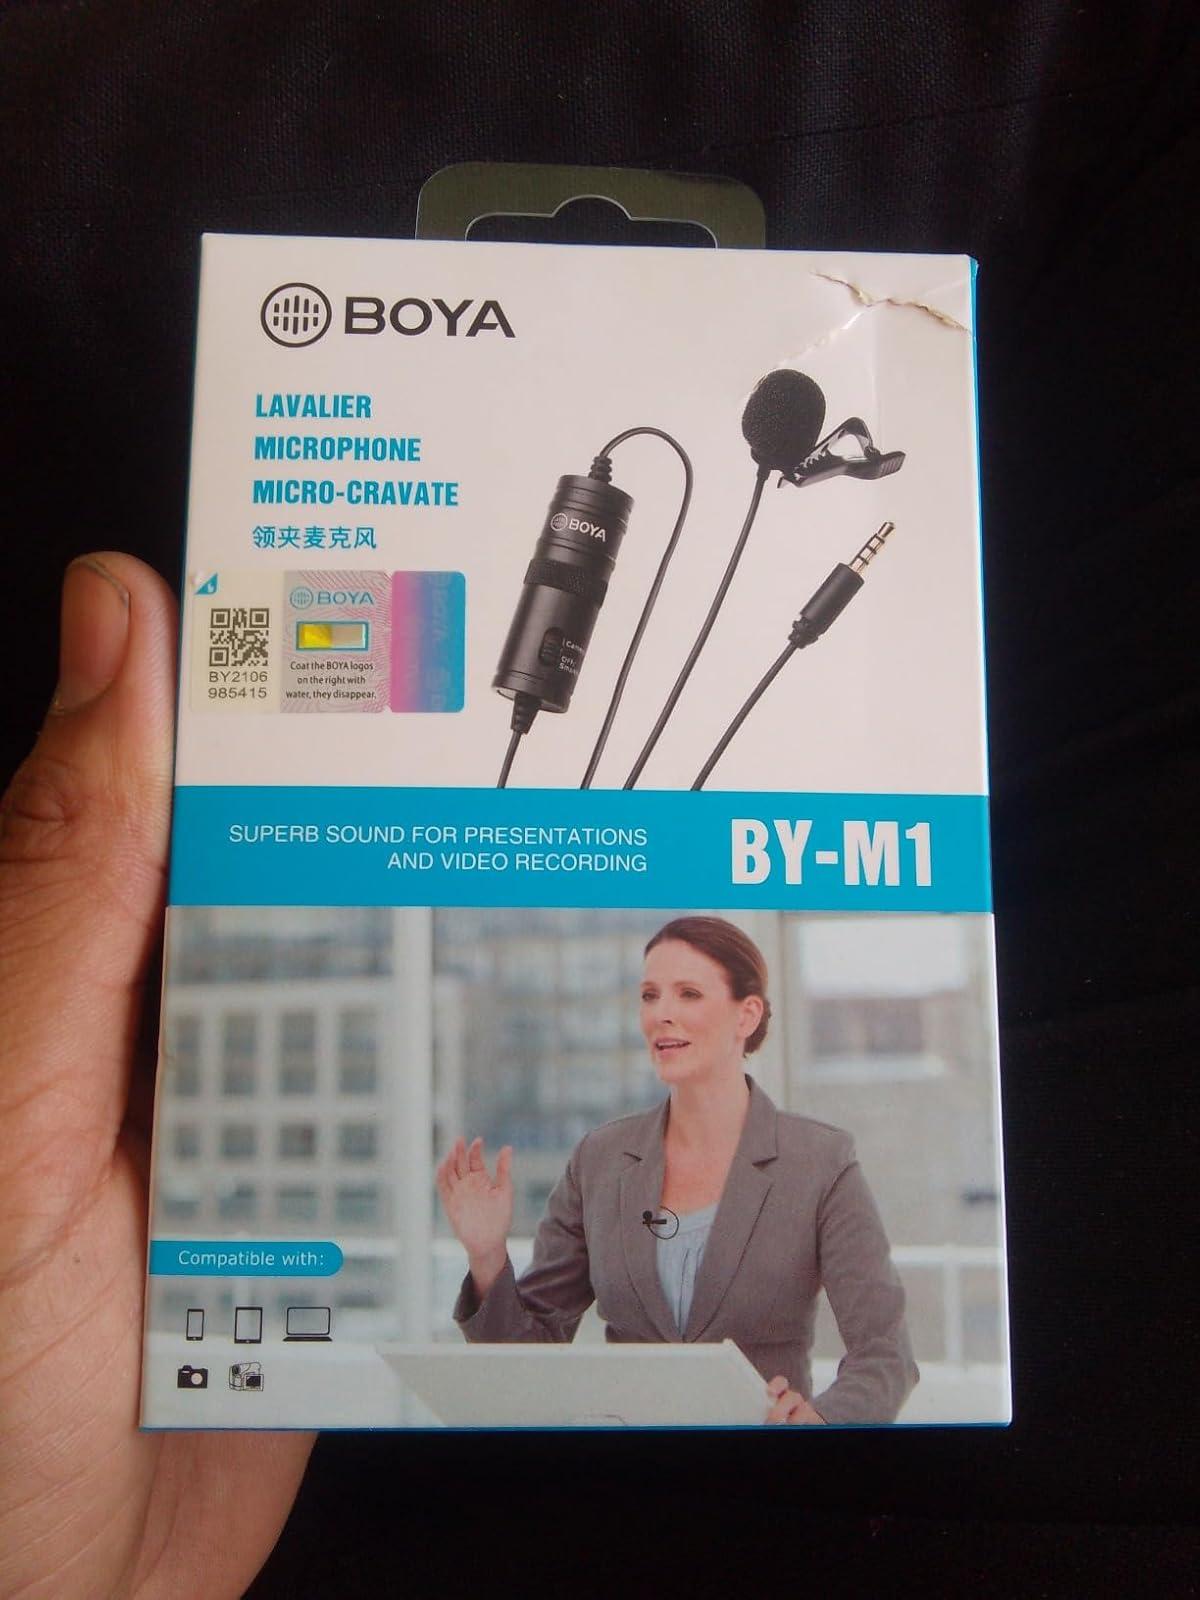 BOYA
LAVALIER
MICROPHONE
MICRO-CRAVATE
领夹麦克风
BOYA
BY2106
985415
Coat the BOYA logos
on the right with
water, they disappear.
BOYA
SUPERB SOUND FOR PRESENTATIONS
AND VIDEO RECORDING
BY-M1
Compatible with: